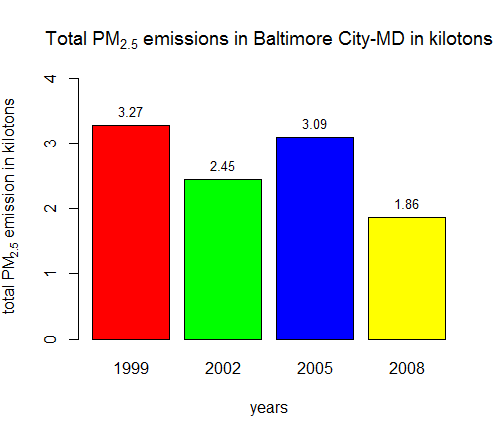 Total PM2.5 emissions in Baltimore City-MD in kilotons
total PM2.5 emission in kilotons
4
3
2
1
0
3.27
2.45
3.09
1.86
1999 2002 2005 2008
years